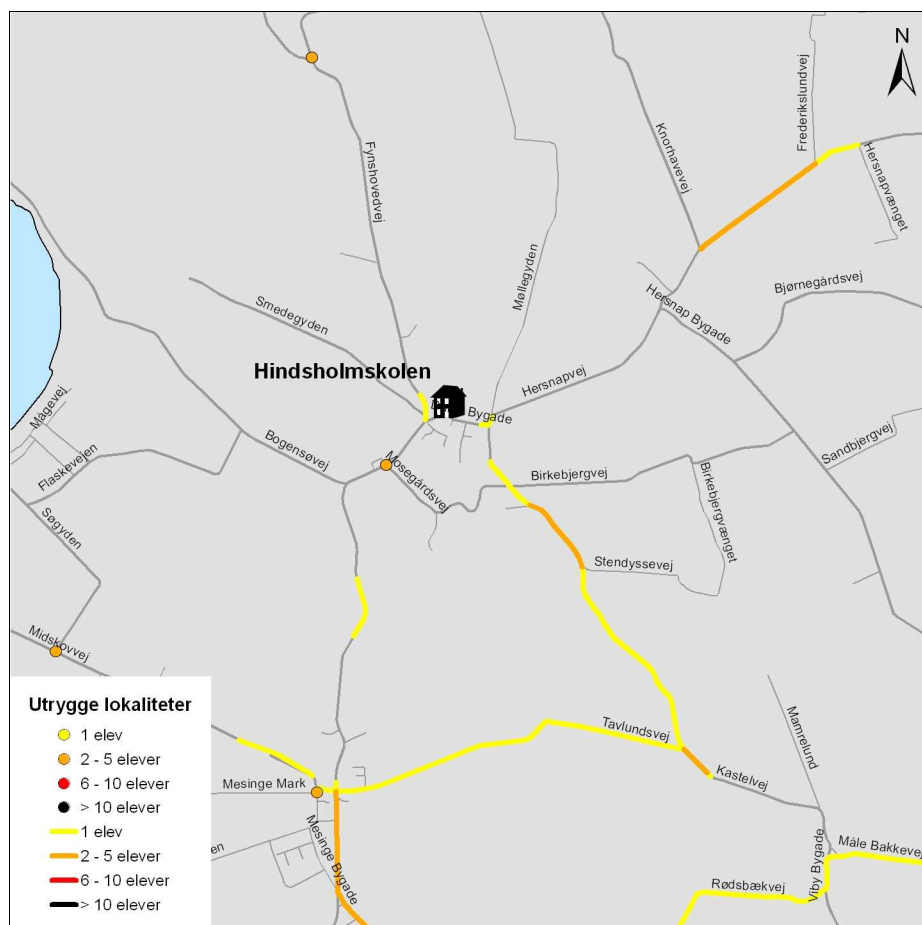 N
Frederikslundvej
Hersnapvænget
Knorhavevej
Fynshovedvej
Møllegyden
Bjørnegårdsvej
Hersnap Bygade
Smedegyden
Hindsholmskolen
Hersnapvej
Bygade
Mågevej
Flaskevejen
Bogensøvej
Mosegårdsvej
Birkebjergvej
Birkebjergvænget
Sandbjergvej
Søgyden
Stendyssevej
Midskovvej
Tavlundsvej
Mamrelund
Kastelvej
Mesinge Mark
Mesinge Bygade
Viby Bygade
Måle Bakkevej
Rødsbækvej
en
Utrygge lokaliteter
1 elev
2 - 5 elever
6 - 10 elever
> 10 elever
1 elev
2 - 5 elever
6 - 10 elever
> 10 elever